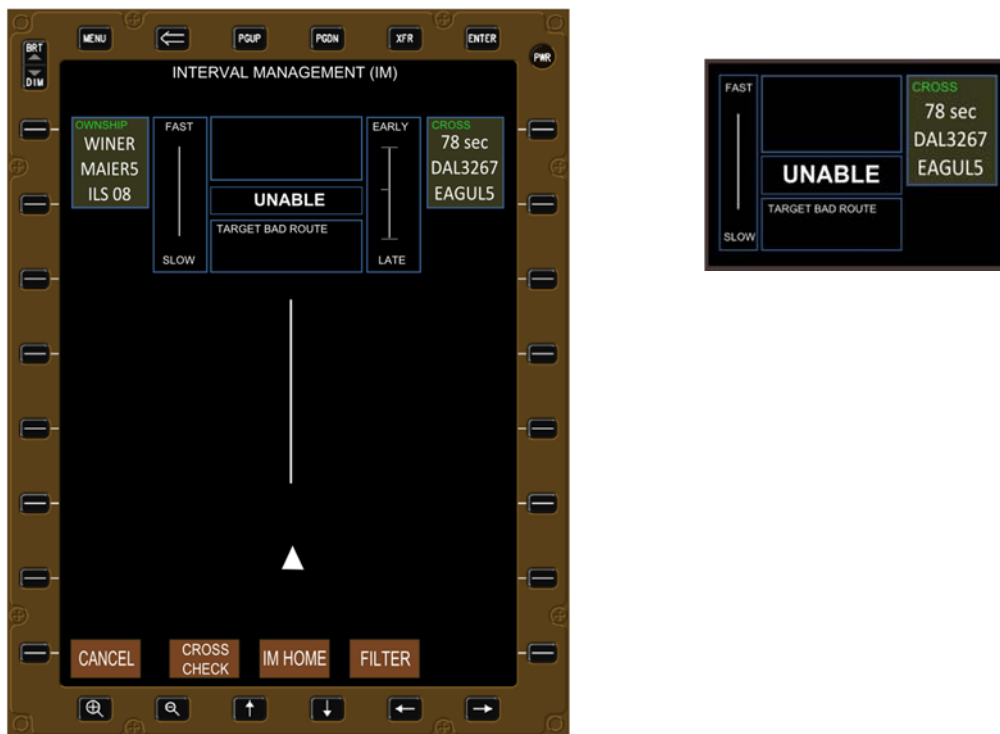 MENU
PGUP
PGDN
XFR
ENTER
BRT
DIM
PWR
INTERVAL MANAGEMENT (IM)
OWNSHIP
WINER
MAIER5
ILS 08
FAST
SLOW
UNABLE
TARGET BAD ROUTE
EARLY
LATE
CROSS
78 sec
DAL3267
EAGUL5
CANCEL
CROSS
CHECK
IM HOME
FILTER
FAST
SLOW
UNABLE
TARGET BAD ROUTE
CROSS
78 sec
DAL3267
EAGUL5